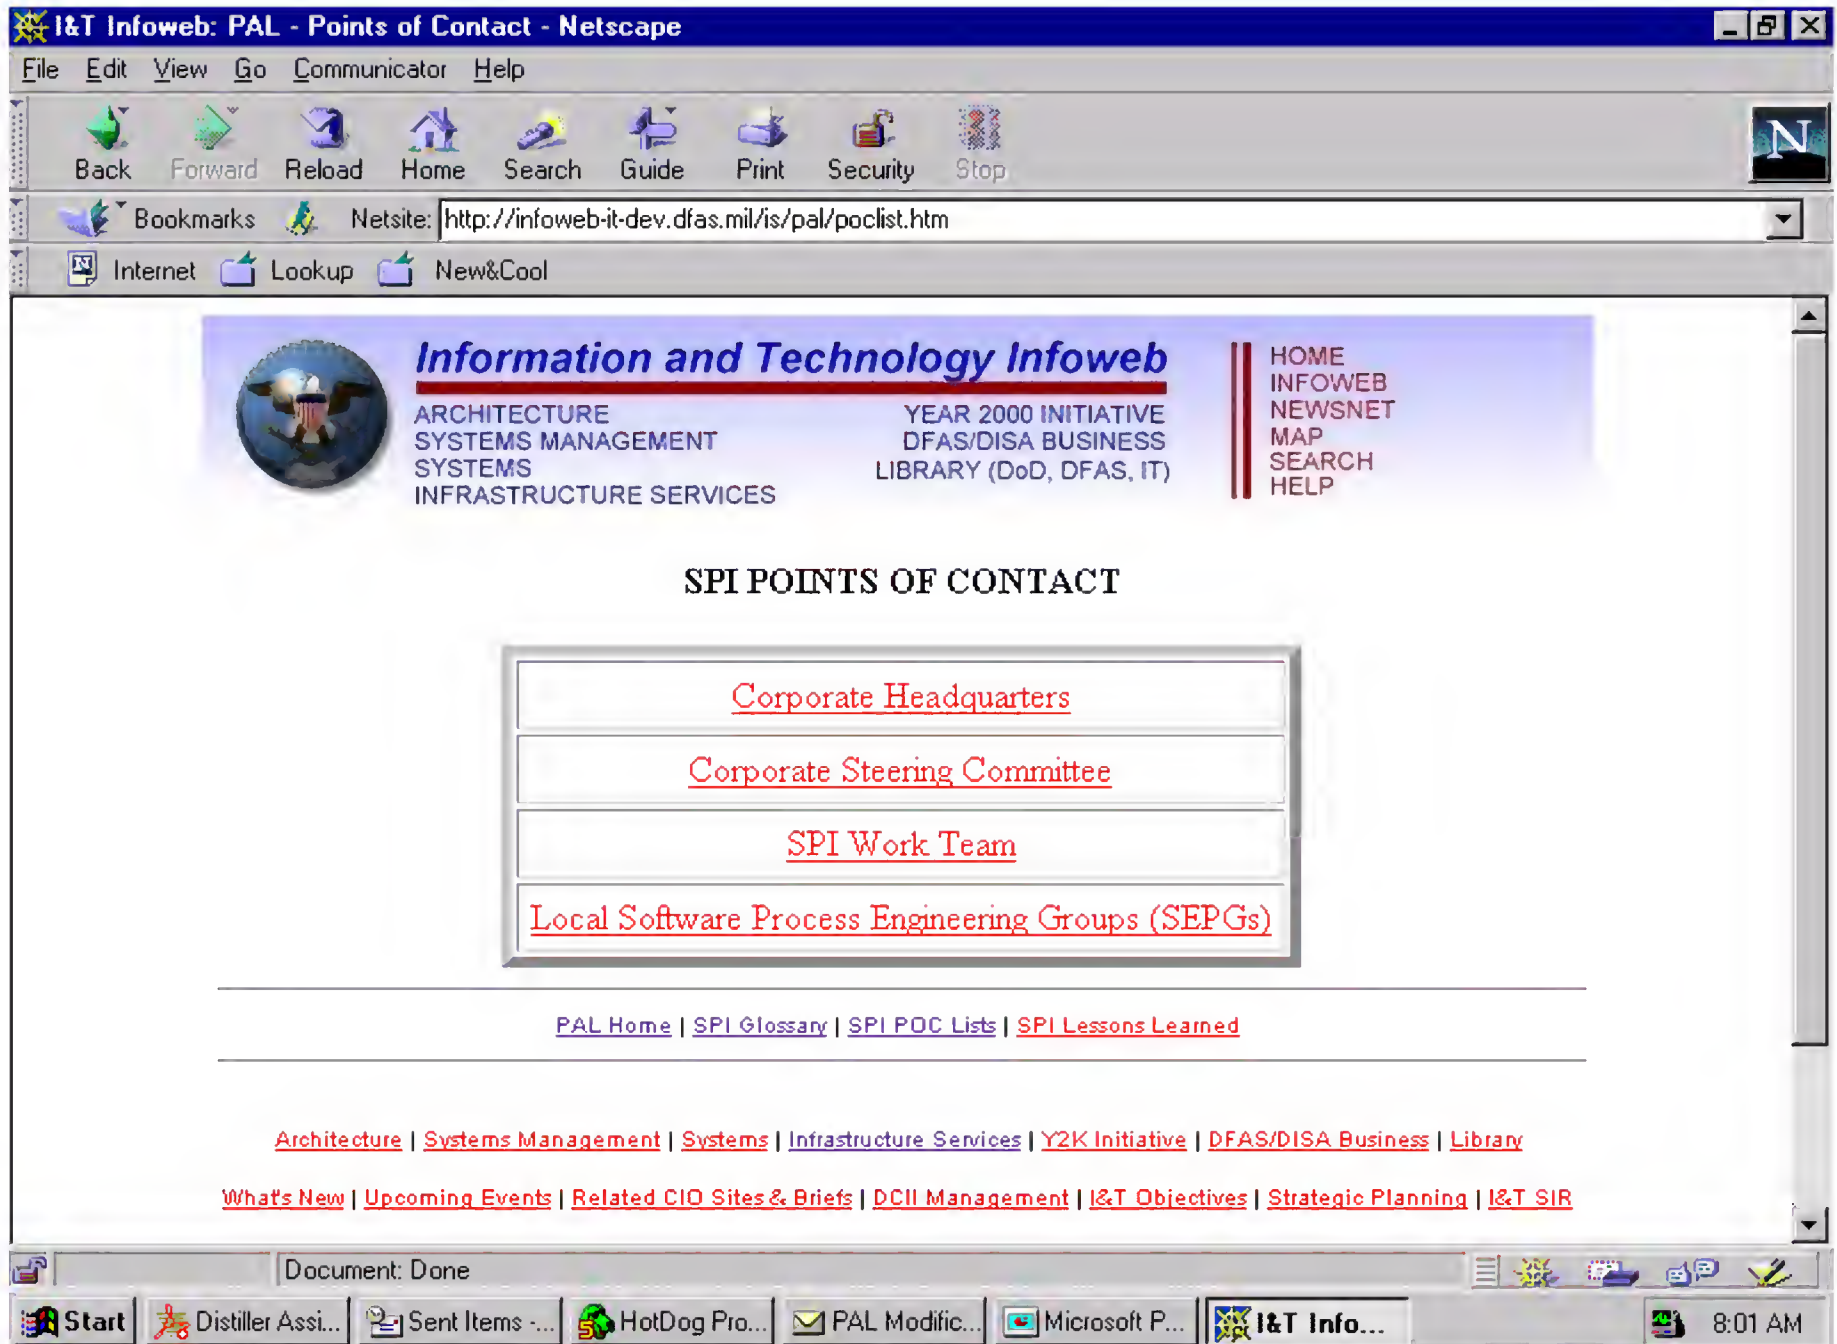 I&T Infoweb: PAL - Points of Contact - Netscape
File Edit View Go Communicator Help
Back Forward Reload Home Search Guide Print Security Stop
N
Bookmarks Netsite: http://infoweb-it-dev.dfas.mil/is/pal/poclist.htm
Internet Lookup New&Cool
Information and Technology Infoweb
ARCHITECTURE
SYSTEMS MANAGEMENT
SYSTEMS
INFRASTRUCTURE SERVICES
YEAR 2000 INITIATIVE
DFAS/DISA BUSINESS
LIBRARY (DoD, DFAS, IT)
HOME
INFOWEB
NEWSNET
MAP
SEARCH
HELP
SPI POINTS OF CONTACT
Corporate Headquarters
Corporate Steering Committee
SPI Work Team
Local Software Process Engineering Groups (SEPGs)
PAL Home | SPI Glossary | SPI POC Lists | SPI Lessons Learned
Architecture | Systems Management | Systems | Infrastructure Services | Y2K Initiative | DFAS/DISA Business | Library
What's New | Upcoming Events | Related CIO Sites & Briefs | DCII Management | I&T Objectives | Strategic Planning | I&T SIR
Document: Done
Start Distiller Assi... Sent Items -... HotDog Pro... PAL Modific... Microsoft P... I&T Info... 8:01 AM